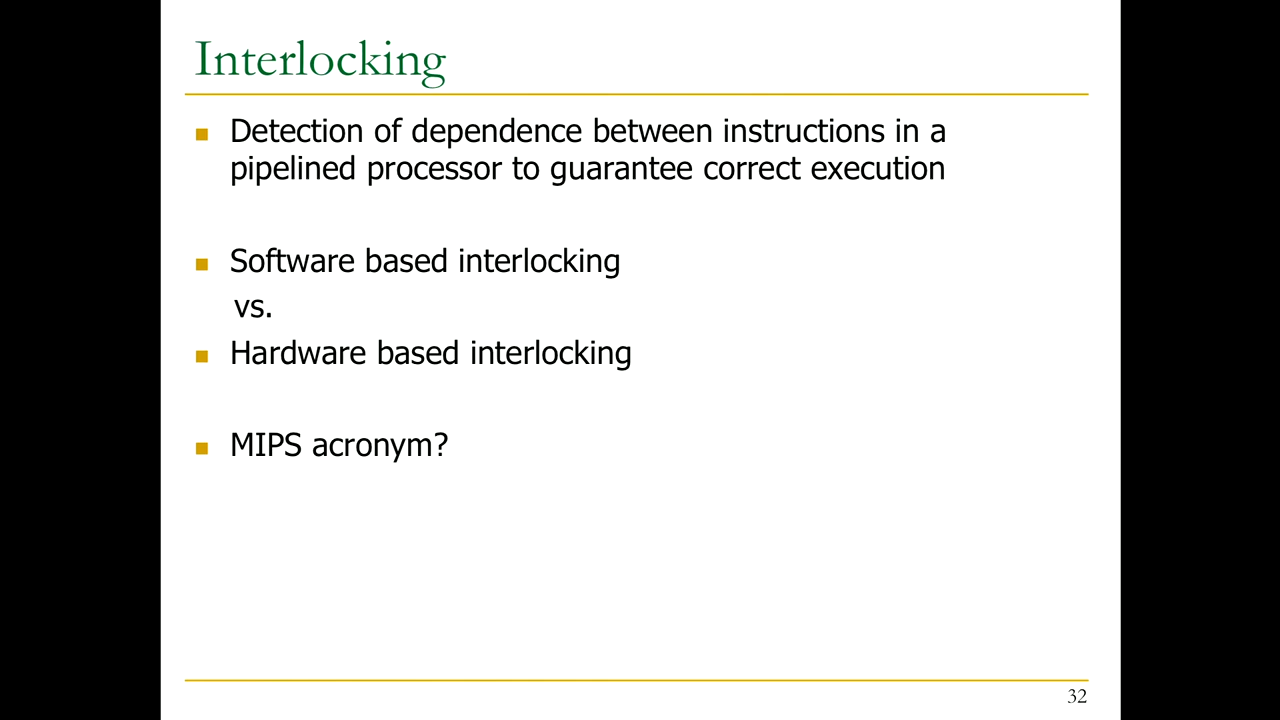 Interlocking
Detection of dependence between instructions in a
pipelined processor to guarantee correct execution
Software based interlocking
vs.
Hardware based interlocking
MIPS acronym?
32